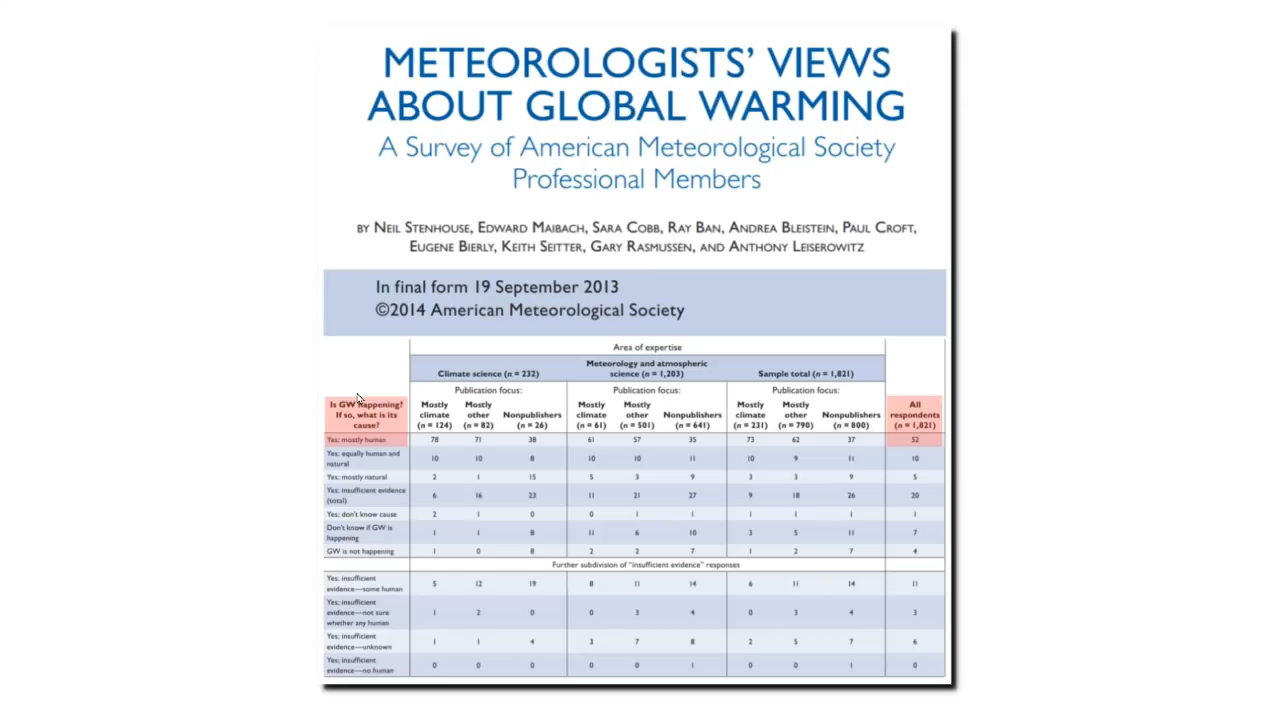 METEOROLOGISTS' VIEWS
ABOUT GLOBAL WARMING
A Survey of American Meteorological Society
Professional Members
BY NEIL STENHOUSE, EDWARD MAIBACH, SARA COBB, RAY BAN, ANDREA BLEISTEIN, PAUL CROFT,
EUGENE BIERLY, KEITH SEITTER, GARY RASMUSSEN, AND ANTHONY LEISEROWITZ
In final form 19 September 2013
©2014 American Meteorological Society
Area of expertise
Climate science (n = 232) Meteorology and atmospheric science (n = 1,203) Sample total (n = 1,821)
Publication focus: Publication focus: Publication focus:
Is GW happening? If so, what is its cause? Mostly climate (n = 124) Mostly other (n = 82) Nonpublishers (n = 26) Mostly climate (n = 61) Mostly other (n = 501) Nonpublishers (n = 641) Mostly climate (n = 231) Mostly other (n = 790) Nonpublishers (n = 800) All respondents (n = 1,821)
Yes; mostly human 78 71 38 61 57 35 73 62 37 52
Yes; equally human and natural 10 10 8 10 10 11 10 9 11 10
Yes; mostly natural 2 1 15 5 3 9 3 3 9 5
Yes; insufficient evidence (total) 6 16 23 11 21 27 9 18 26 20
Yes; don't know cause 2 1 0 0 1 1 1 1 1 1
Don't know if GW is happening 1 1 8 11 6 10 3 5 11 7
GW is not happening 1 0 8 2 2 7 1 2 7 4
Further subdivision of "insufficient evidence" responses
Yes; insufficient evidence—some human 5 12 19 8 11 14 6 11 14 11
Yes; insufficient evidence—not sure whether any human 1 2 0 0 3 4 0 3 4 3
Yes; insufficient evidence—unknown 1 1 4 3 7 8 2 5 7 6
Yes; insufficient evidence—no human 0 0 0 0 0 1 0 0 1 0